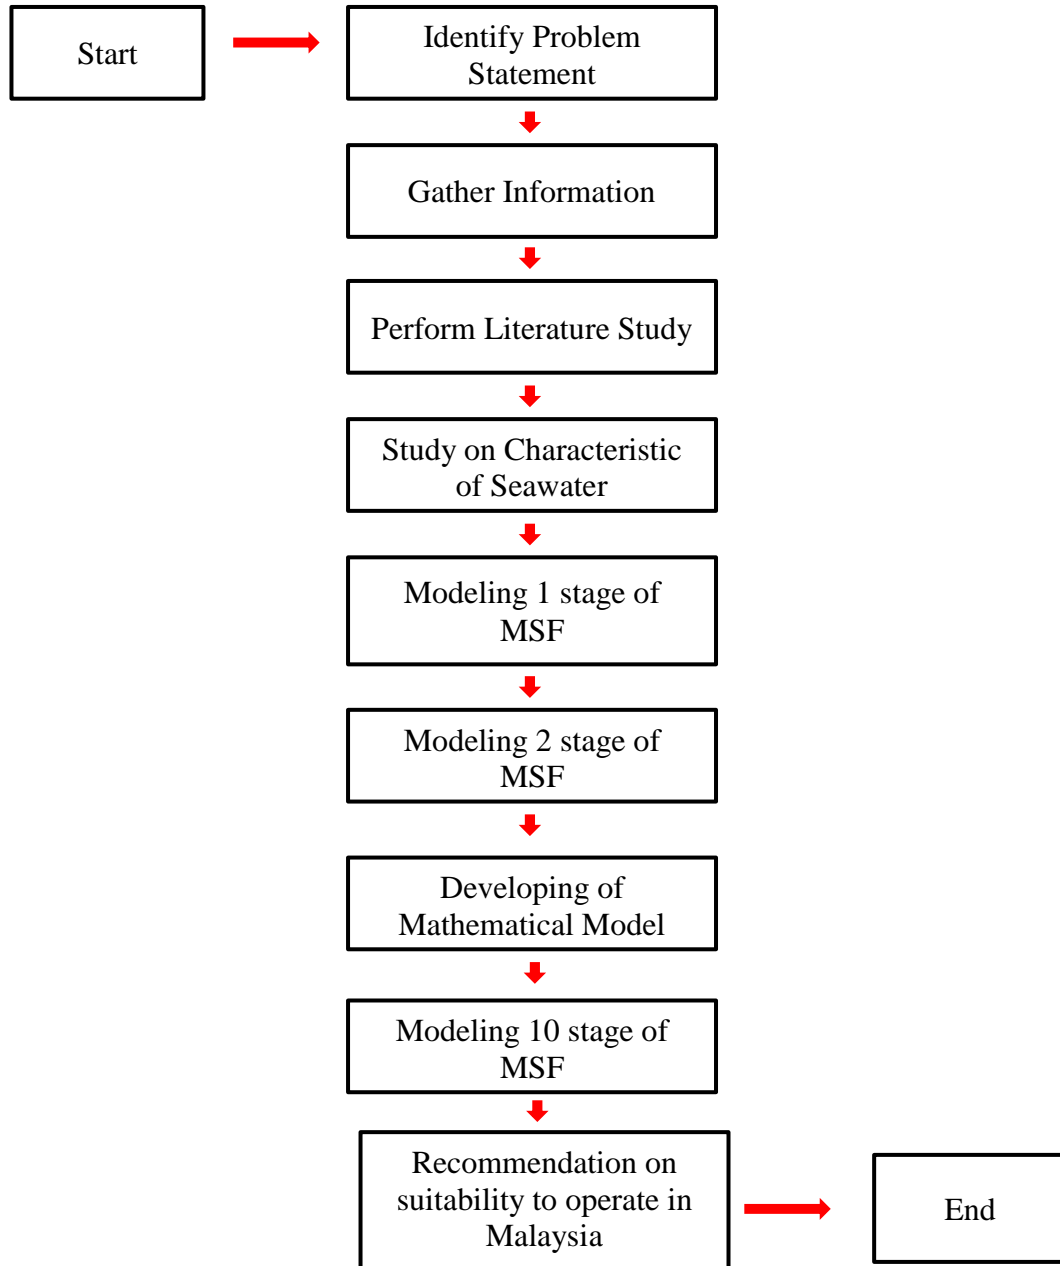 Start
Identify Problem
Statement
Gather Information
Perform Literature Study
Study on Characteristic
of Seawater
Modeling 1 stage of
MSF
Modeling 2 stage of
MSF
Developing of
Mathematical Model
Modeling 10 stage of
MSF
Recommendation on
suitability to operate in
Malaysia
End